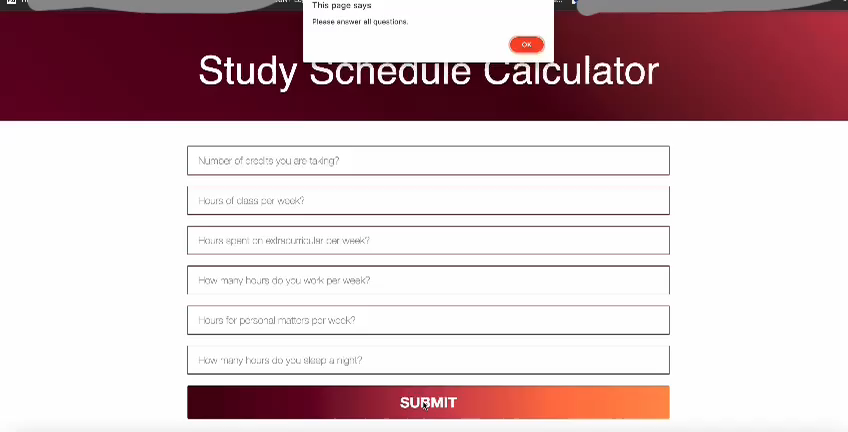 This page says
Please answer all questions.
OK
Study Schedule Calculator
Number of credits you are taking?
Hours of class per week?
Hours spent on extracurricular per week?
How many hours do you work per week?
Hours for personal matters per week?
How many hours do you sleep a night?
SUBMIT